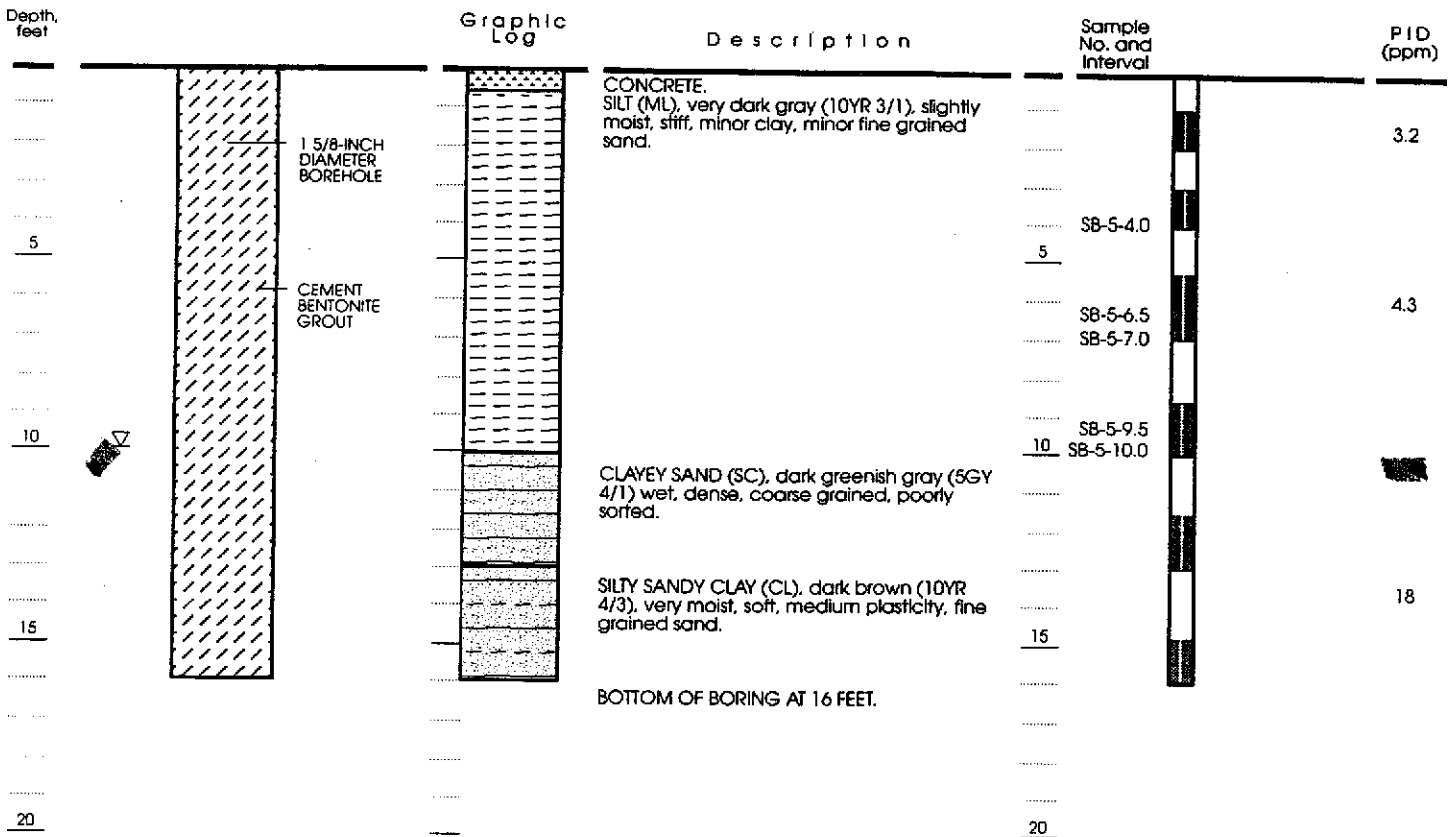 Depth, feet
Graphic Log
Description
Sample No. and Interval
PID (ppm)
CONCRETE.
SILT (ML), very dark gray (10YR 3/1), slightly
moist, stiff, minor clay, minor fine grained
sand.
1 5/8-INCH
DIAMETER
BOREHOLE
3.2
SB-5-4.0
5
5
CEMENT
BENTONITE
GROUT
SB-5-6.5
4.3
SB-5-7.0
10
SB-5-9.5
10
SB-5-10.0
CLAYEY SAND (SC), dark greenish gray (5GY
4/1) wet, dense, coarse grained, poorly
sorted.
SILTY SANDY CLAY (CL), dark brown (10YR
4/3), very moist, soft, medium plasticity, fine
grained sand.
18
15
15
BOTTOM OF BORING AT 16 FEET.
20
20